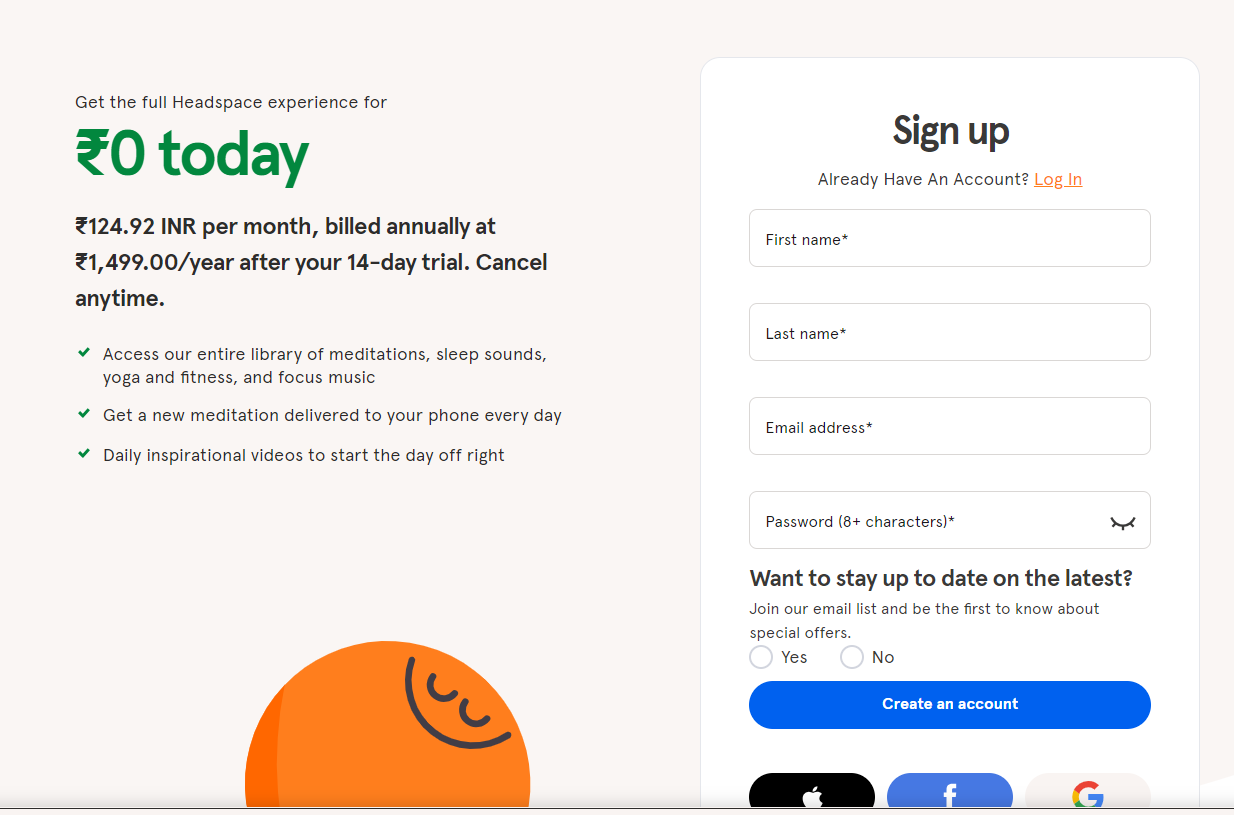 Get the full Headspace experience for
₹0 today
₹124.92 INR per month, billed annually at
₹1,499.00/year after your 14-day trial. Cancel
anytime.
Access our entire library of meditations, sleep sounds,
yoga and fitness, and focus music
Get a new meditation delivered to your phone every day
Daily inspirational videos to start the day off right
Sign up
Already Have An Account? Log In
First name*
Last name*
Email address*
Password (8+ characters)*
Want to stay up to date on the latest?
Join our email list and be the first to know about
special offers.
Yes No
Create an account